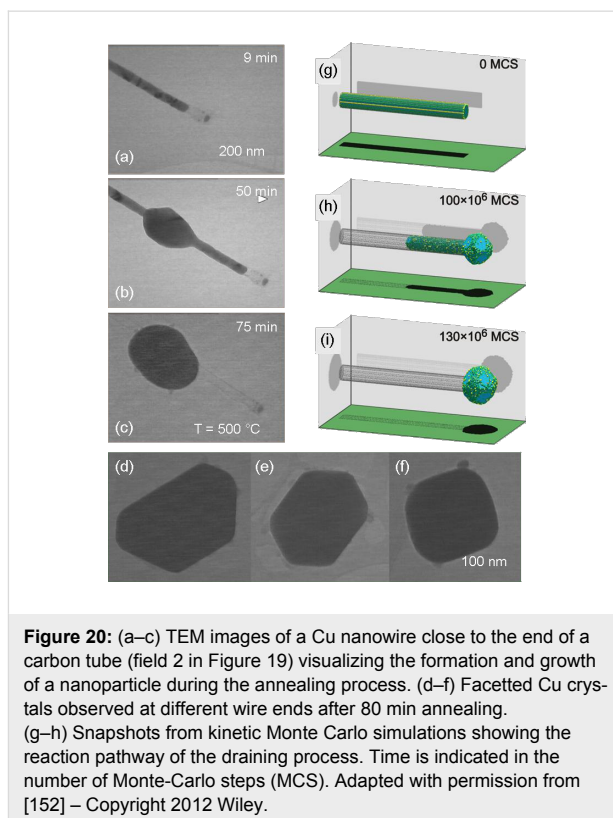 9 min
200 nm
(a)
50 min
(b)
75 min
T = 500 °C
(c)
(g)
0 MCS
(h)
100×10⁶ MCS
(i)
130×10⁶ MCS
(d)
(e)
(f)
100 nm
Figure 20: (a–c) TEM images of a Cu nanowire close to the end of a
carbon tube (field 2 in Figure 19) visualizing the formation and growth
of a nanoparticle during the annealing process. (d–f) Facetted Cu crys-
tals observed at different wire ends after 80 min annealing.
(g–h) Snapshots from kinetic Monte Carlo simulations showing the
reaction pathway of the draining process. Time is indicated in the
number of Monte-Carlo steps (MCS). Adapted with permission from
[152] – Copyright 2012 Wiley.